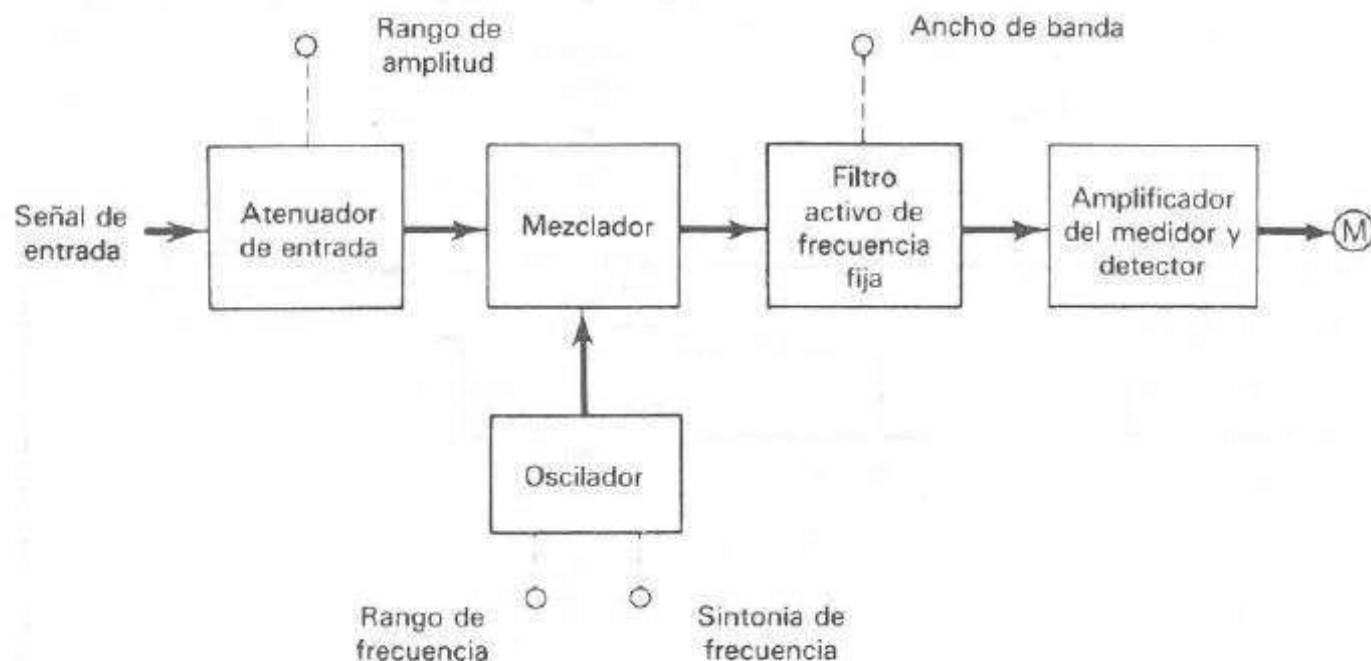 Rango de
amplitud
Ancho de banda
Señal de
entrada
Atenuador
de entrada
Mezclador
Filtro
activo de
frecuencia
fija
Amplificador
del medidor y
detector
M
Oscilador
Rango de
frecuencia
Sintonia de
frecuencia